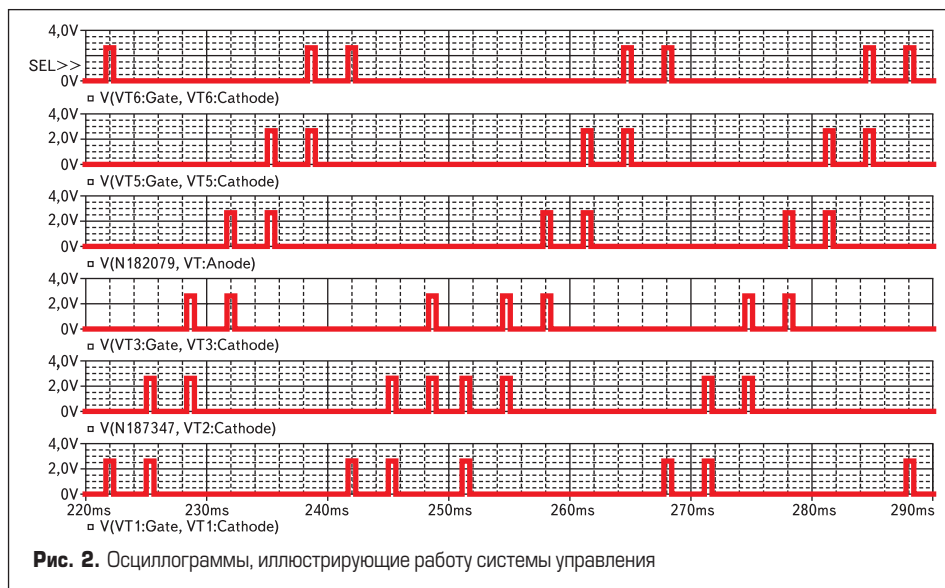 4,0V
SEL>>
0V
▫ V(VT6:Gate, VT6:Cathode)
4,0V
2,0V
0V
▫ V(VT5:Gate, VT5:Cathode)
4,0V
2,0V
0V
▫ V(N182079, VT:Anode)
4,0V
2,0V
0V
▫ V(VT3:Gate, VT3:Cathode)
4,0V
2,0V
0V
▫ V(N187347, VT2:Cathode)
4,0V
2,0V
0V
220ms 230ms 240ms 250ms 260ms 270ms 280ms 290ms
▫ V(VT1:Gate, VT1:Cathode)
Рис. 2. Осциллограммы, иллюстрирующие работу системы управления